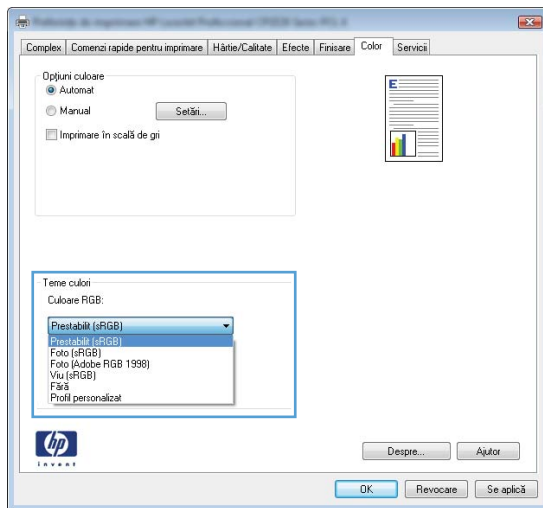 Complex Comenzi rapide pentru imprimare Hârtie/Calitate Efecte Finisare Color Servicii
Opţiuni culoare
Automat
Manual Setări...
Imprimare în scală de gri
E
Teme culori
Culoare RGB:
Prestabilit (sRGB)
Prestabilit (sRGB)
Foto (sRGB)
Foto (Adobe RGB 1998)
Viu (sRGB)
Fără
Profil personalizat
hp
invent
Despre... Ajutor
OK Revocare Se aplică